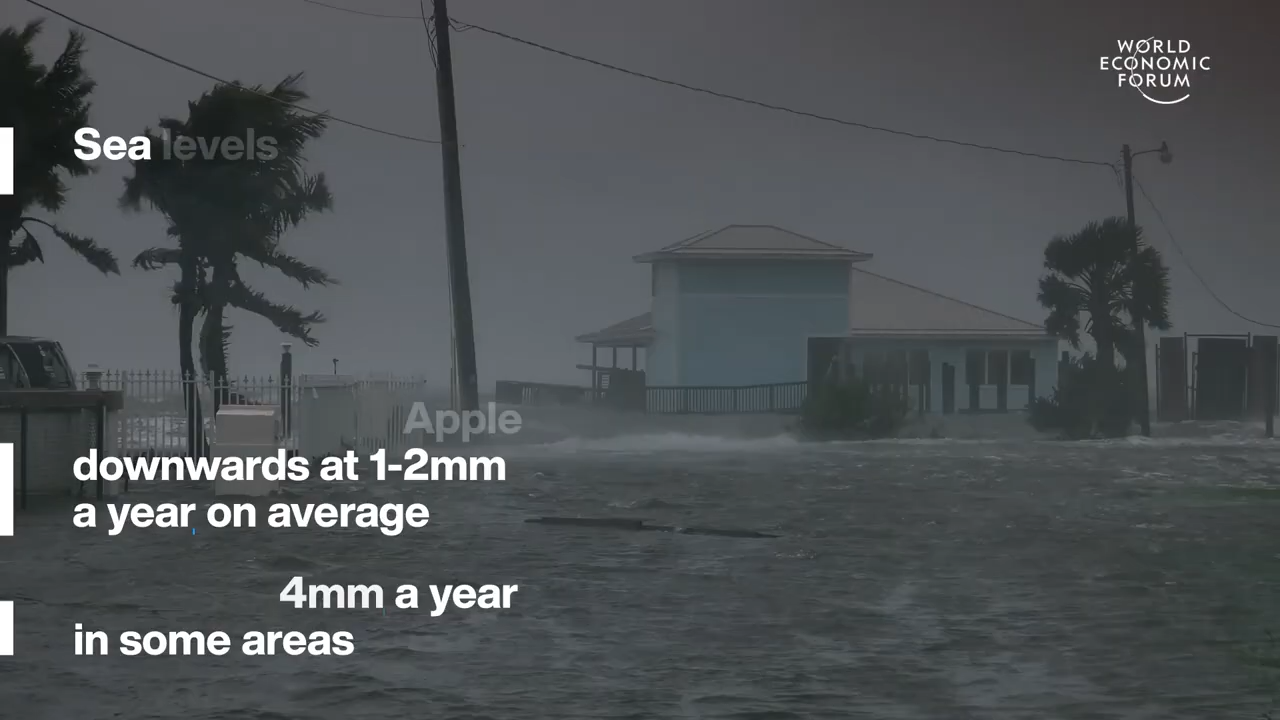 WORLD
ECONOMIC
FORUM
Sea levels
Apple
downwards at 1-2mm
a year on average
4mm a year
in some areas